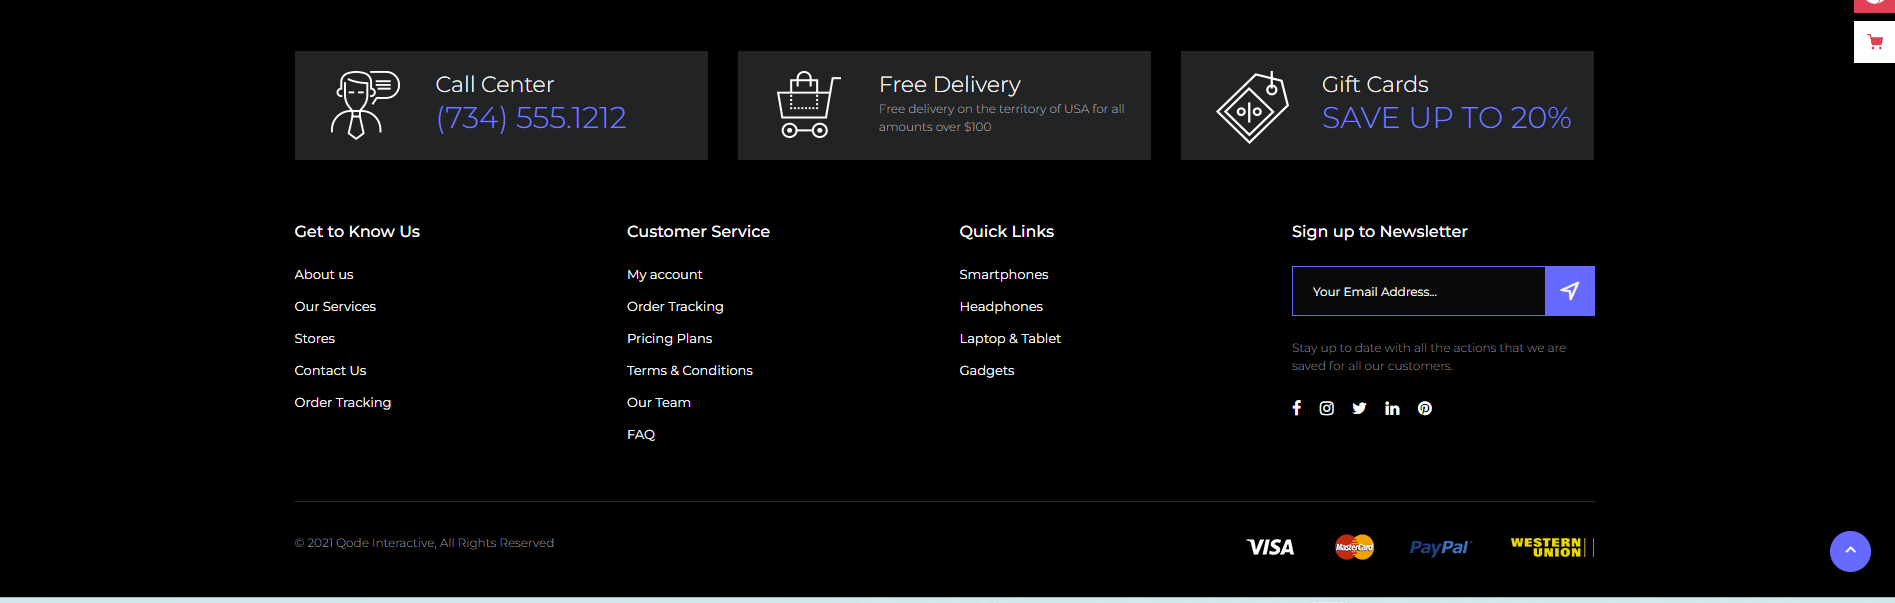 Call Center
(734) 555.1212
Free Delivery
Free delivery on the territory of USA for all
amounts over $100
Gift Cards
SAVE UP TO 20%
Get to Know Us
About us
Our Services
Stores
Contact Us
Order Tracking
Customer Service
My account
Order Tracking
Pricing Plans
Terms & Conditions
Our Team
FAQ
Quick Links
Smartphones
Headphones
Laptop & Tablet
Gadgets
Sign up to Newsletter
Your Email Address...
Stay up to date with all the actions that we are
saved for all our customers.
© 2021 Qode Interactive, All Rights Reserved
VISA
MasterCard
PayPal
WESTERN
UNION